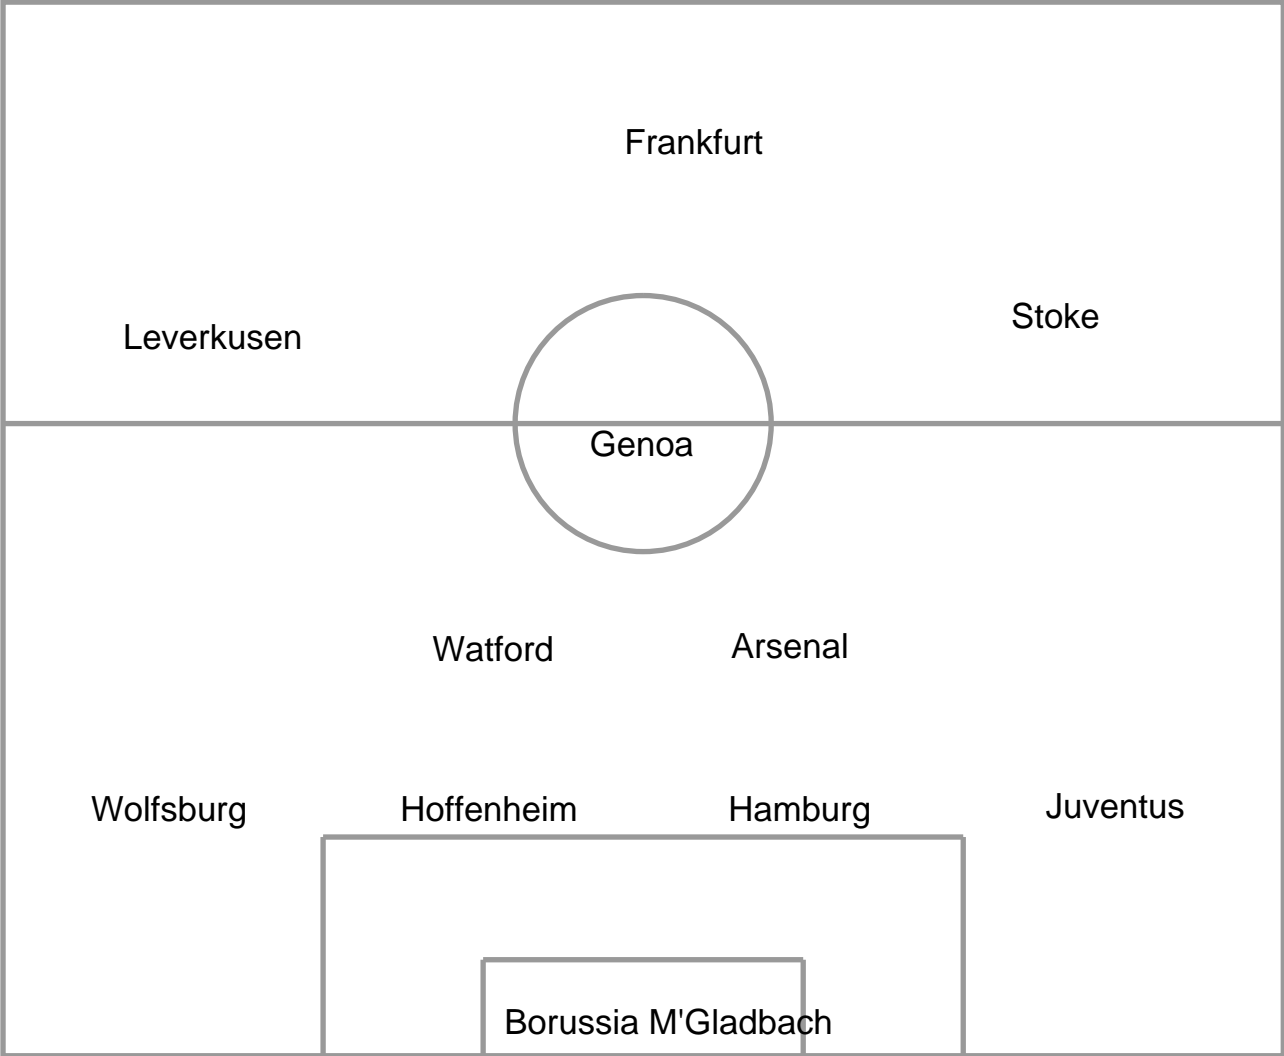 Frankfurt
Leverkusen
Stoke
Genoa
Watford
Arsenal
Wolfsburg
Hoffenheim
Hamburg
Juventus
Borussia M'Gladbach